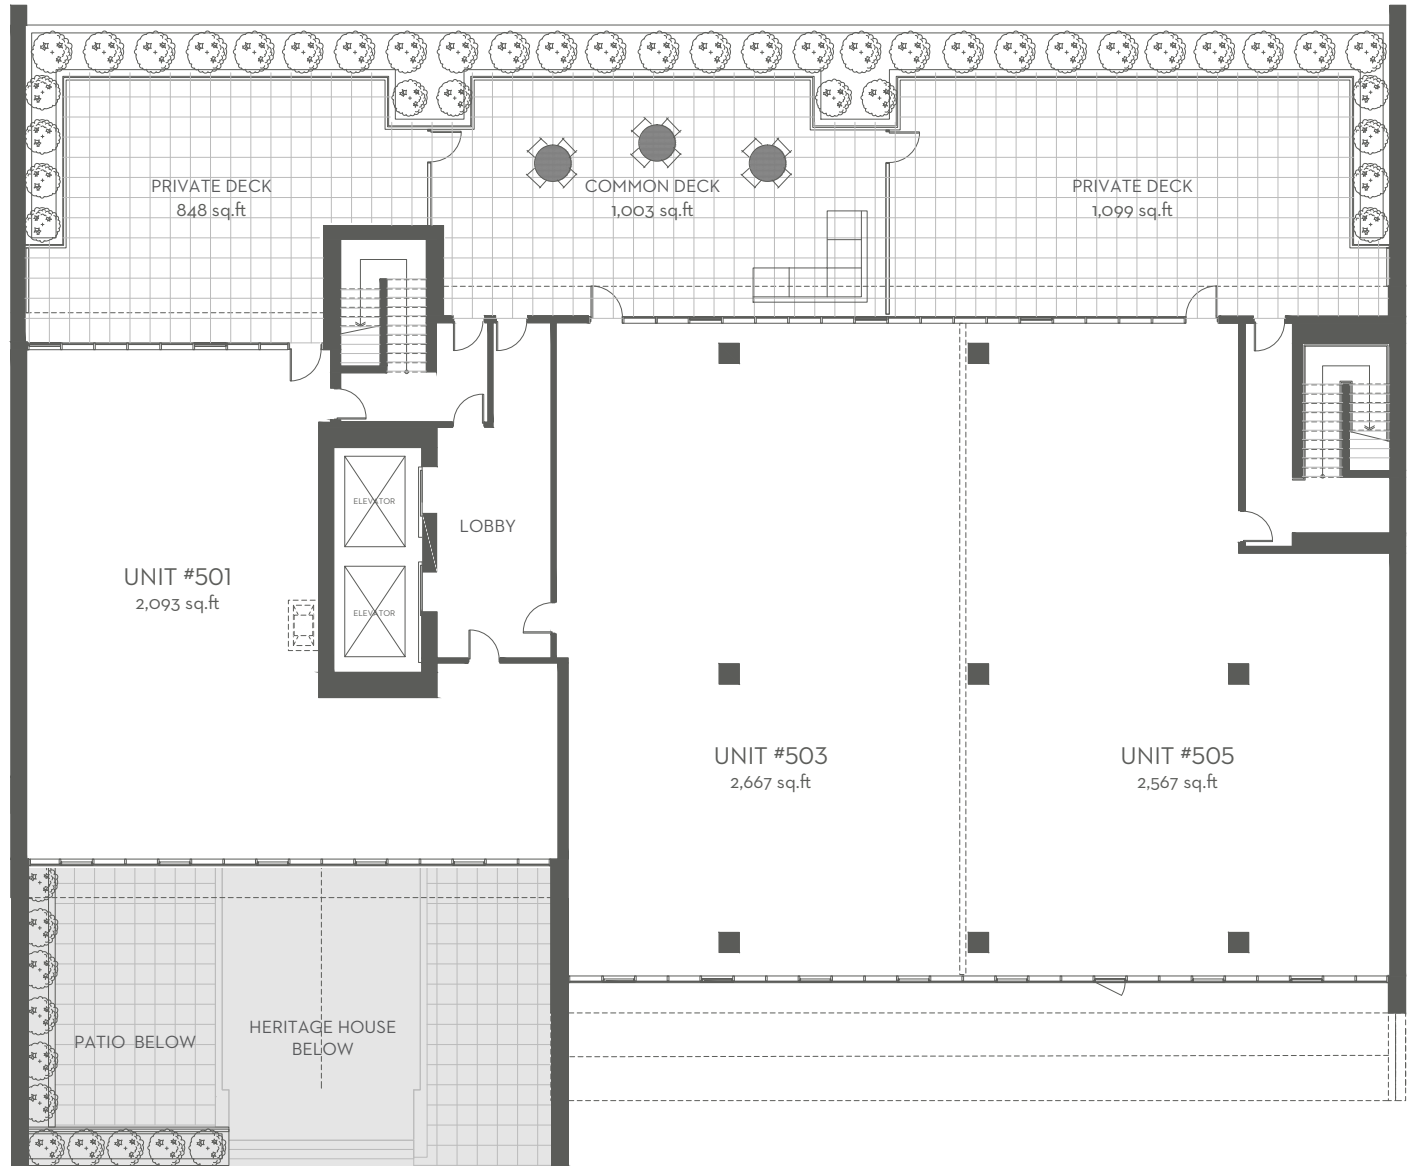 PRIVATE DECK
848 sq.ft
COMMON DECK
1,003 sq.ft
PRIVATE DECK
1,099 sq.ft
ELEVATOR
LOBBY
UNIT #501
2,093 sq.ft
ELEVATOR
UNIT #503
2,667 sq.ft
UNIT #505
2,567 sq.ft
PATIO BELOW
HERITAGE HOUSE
BELOW